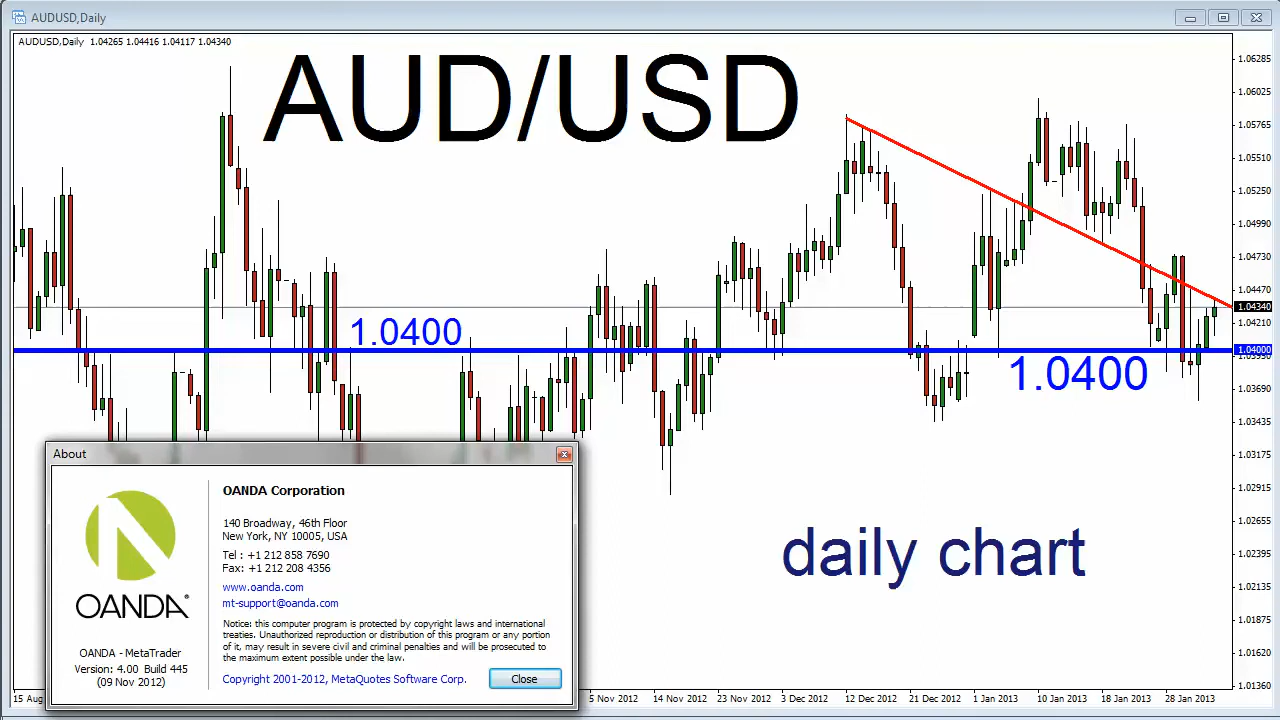 AUDUSD,Daily
AUDUSD,Daily 1.04265 1.04416 1.04117 1.04340
AUD/USD
1.06285
1.06025
1.05765
1.05510
1.05250
1.04990
1.04730
1.04470
1.04340
1.04210
1.04000
1.03690
1.03435
1.03175
1.02915
1.02655
1.02395
1.02135
1.01875
1.01620
1.01360
1.0400
1.0400
daily chart
About
OANDA
OANDA - MetaTrader
Version: 4.00 Build 445
(09 Nov 2012)
OANDA Corporation
140 Broadway, 46th Floor
New York, NY 10005, USA
Tel : +1 212 858 7690
Fax: +1 212 208 4356
www.oanda.com
mt-support@oanda.com
Notice: this computer program is protected by copyright laws and international
treaties. Unauthorized reproduction or distribution of this program or any portion
of it, may result in severe civil and criminal penalties and will be prosecuted to
the maximum extent possible under the law.
Copyright 2001-2012, MetaQuotes Software Corp.
Close
15 Aug
5 Nov 2012
14 Nov 2012
23 Nov 2012
3 Dec 2012
12 Dec 2012
21 Dec 2012
1 Jan 2013
10 Jan 2013
18 Jan 2013
28 Jan 2013